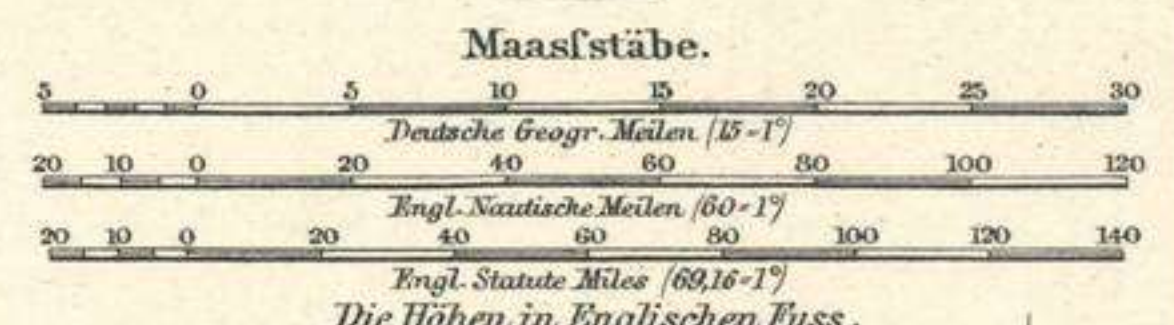 Maasſstäbe.
5 0 5 10 15 20 25 30
Deutsche Geogr. Meilen (15=1°)
20 10 0 20 40 60 80 100 120
Engl. Nautische Meilen (60=1°)
20 10 0 20 40 60 80 100 120 140
Engl. Statute Miles (69,16=1°)
Die Höhen in Englischen Fuss.